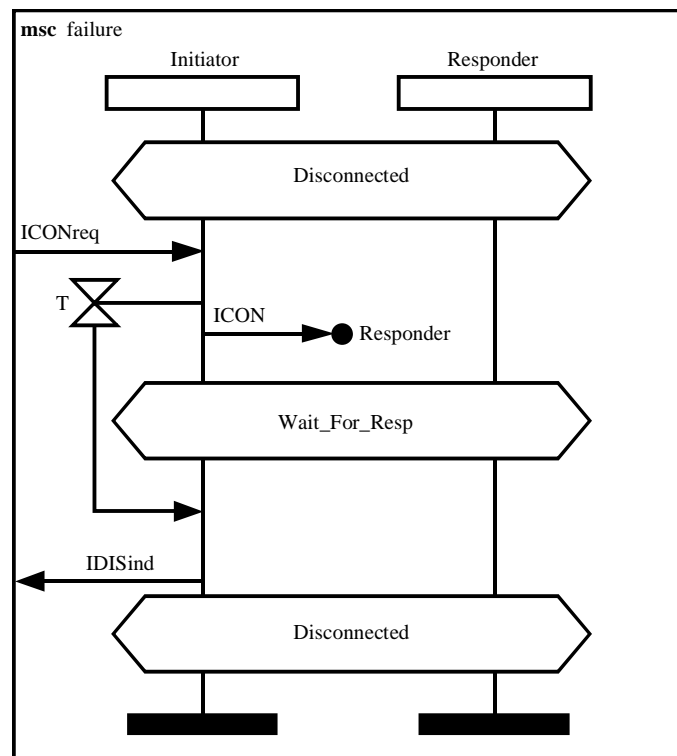 msc failure
Initiator
Responder
Disconnected
ICONreq
T
ICON
Responder
Wait_For_Resp
IDISind
Disconnected